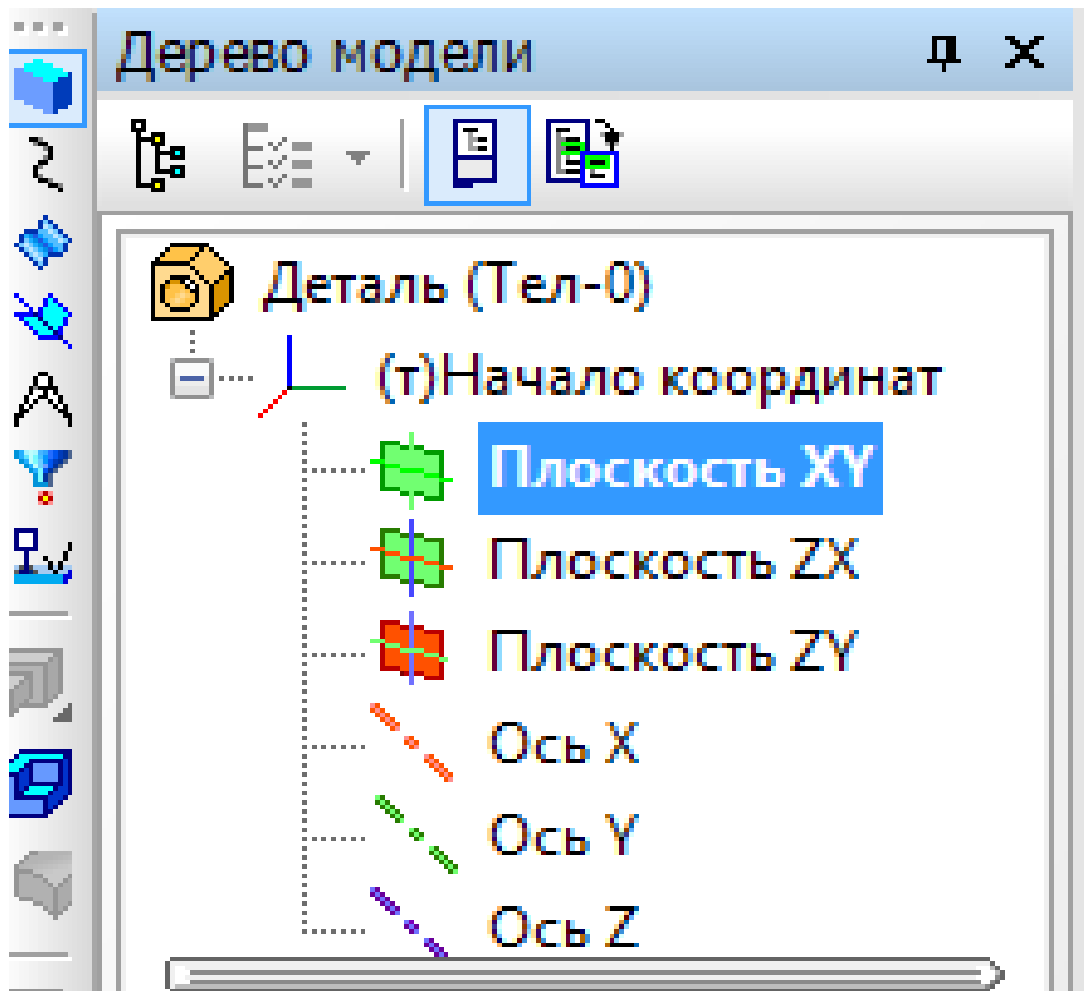 Дерево модели
Деталь (Тел-0)
(т)Начало координат
Плоскость XY
Плоскость ZX
Плоскость ZY
Ось X
Ось Y
Ось Z